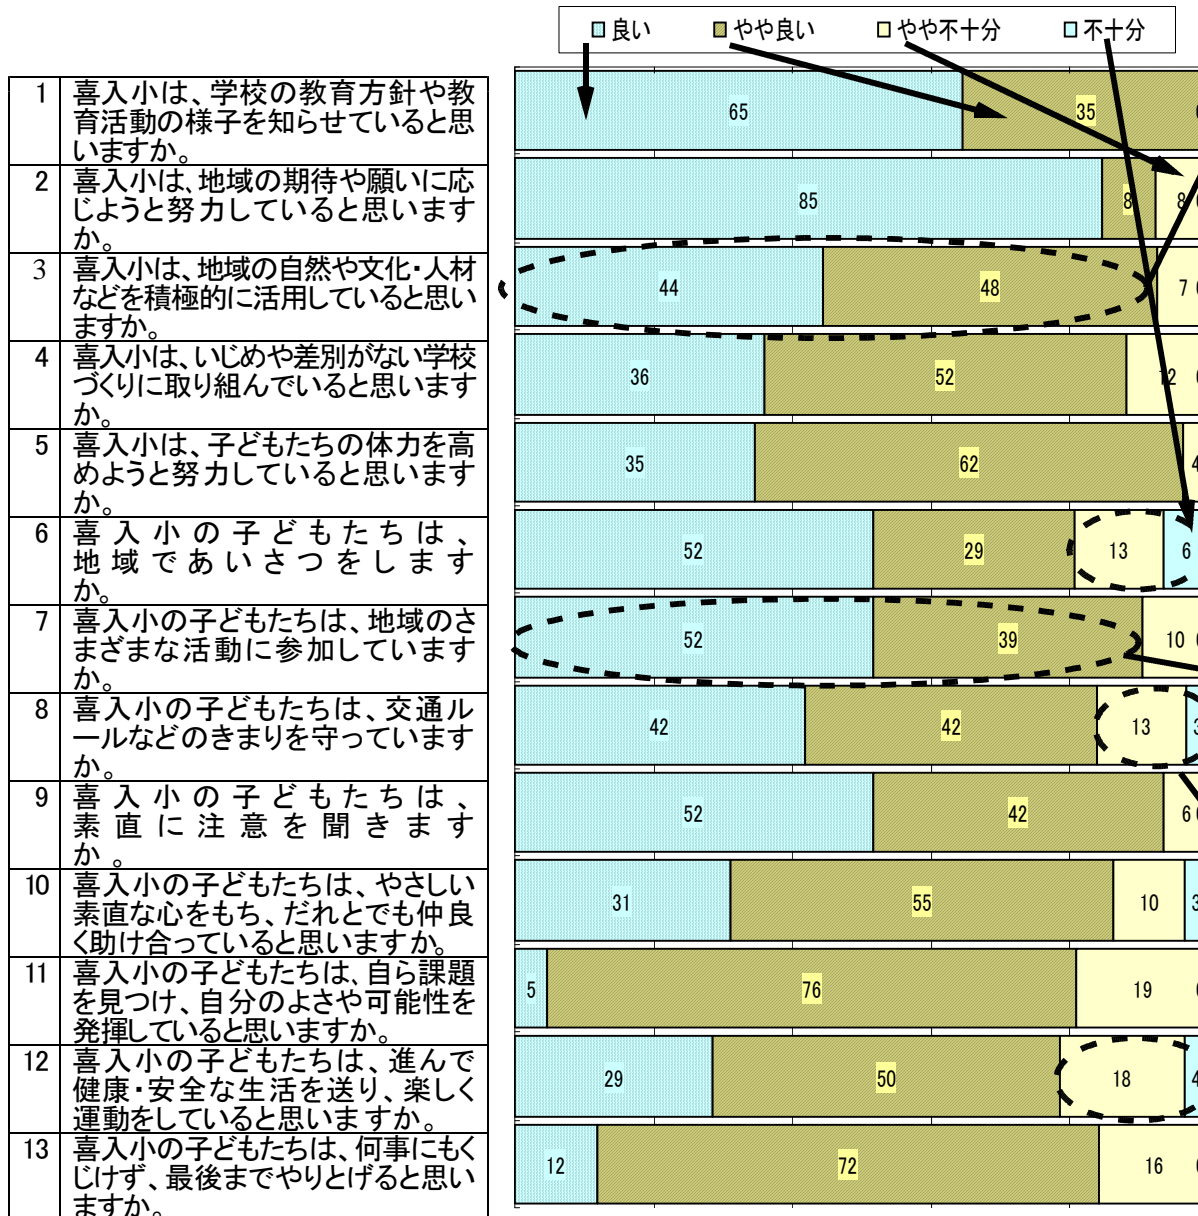 良い やや良い やや不十分 不十分
1 喜入小は、学校の教育方針や教
育活動の様子を知らせていると思
いますか。
65 35
2 喜入小は、地域の期待や願いに応
じようと努力していると思います
か。
85 8 8 0
3 喜入小は、地域の自然や文化・人材
などを積極的に活用していると思い
ますか。
44 48 7 0
4 喜入小は、いじめや差別がない学校
づくりに取り組んでいると思います
か。
36 52 12
5 喜入小は、子どもたちの体力を高
めようと努力していると思います
か。
35 62 4
6 喜入小の子どもたちは、
地域であいさつをします
か。
52 29 13 6
7 喜入小の子どもたちは、地域のさ
まざまな活動に参加しています
か。
52 39 10 0
8 喜入小の子どもたちは、交通ル
ールなどのきまりを守っています
か。
42 42 13 3
9 喜入小の子どもたちは、
素直に注意を聞きます
か。
52 42 6 0
10 喜入小の子どもたちは、やさしい
素直な心をもち、だれとでも仲良
く助け合っていると思いますか。
31 55 10 3
11 喜入小の子どもたちは、自ら課題
を見つけ、自分のよさや可能性を
発揮していると思いますか。
5 76 19
12 喜入小の子どもたちは、進んで
健康・安全な生活を送り、楽しく
運動をしていると思いますか。
29 50 18 4
13 喜入小の子どもたちは、何事にもく
じけず、最後までやりとげると思い
ますか。
12 72 16